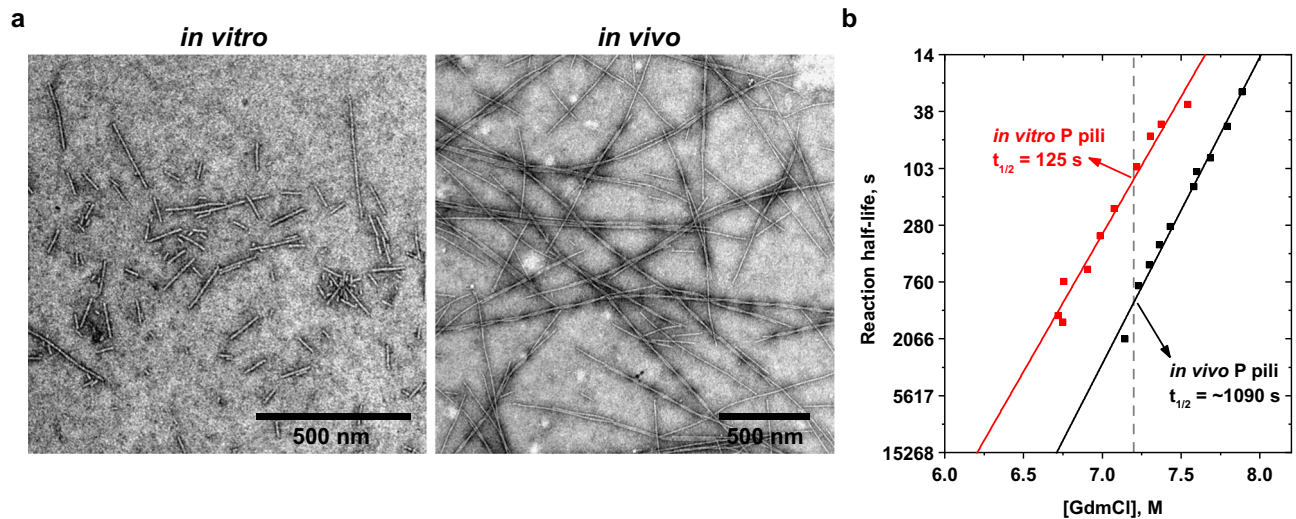 a
in vitro
in vivo
500 nm
500 nm
b
Reaction half-life, s
14
38
103
280
760
2066
5617
15268
in vitro P pili
t1/2 = 125 s
in vivo P pili
t1/2 = ~1090 s
6.0
6.5
7.0
7.5
8.0
[GdmCl], M